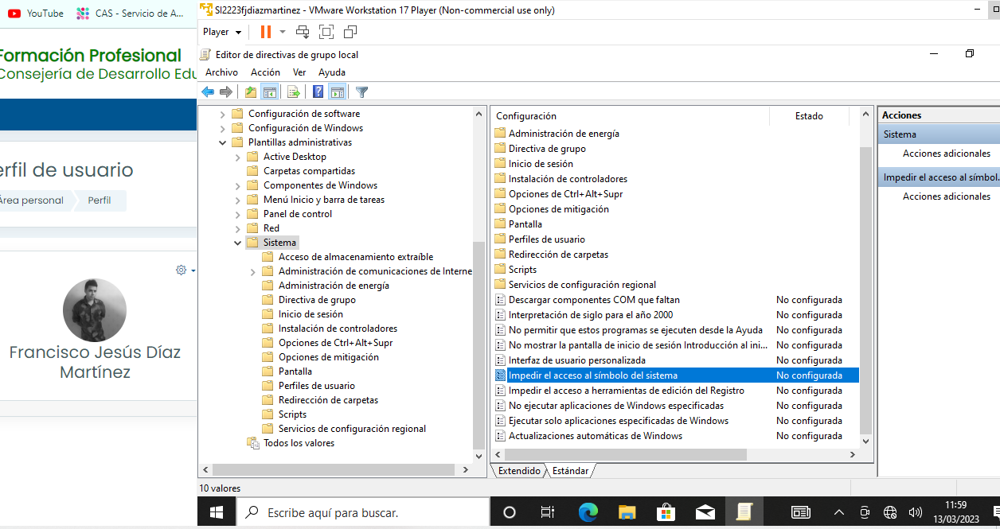 YouTube
CAS - Servicio de A...
Formación Profesional
Consejería de Desarrollo Edu
erfil de usuario
Área personal
Perfil
Francisco Jesús Díaz
Martínez
SI2223fjdiazmartinez - VMware Workstation 17 Player (Non-commercial use only)
Player
Editor de directivas de grupo local
Archivo Acción Ver Ayuda
Configuración de software
Configuración de Windows
Plantillas administrativas
Active Desktop
Carpetas compartidas
Componentes de Windows
Menú Inicio y barra de tareas
Panel de control
Red
Sistema
Acceso de almacenamiento extraíble
Administración de comunicaciones de Interne
Administración de energía
Directiva de grupo
Inicio de sesión
Instalación de controladores
Opciones de Ctrl+Alt+Supr
Opciones de mitigación
Pantalla
Perfiles de usuario
Redirección de carpetas
Scripts
Servicios de configuración regional
Todos los valores
Configuración Estado
Administración de energía
Directiva de grupo
Inicio de sesión
Instalación de controladores
Opciones de Ctrl+Alt+Supr
Opciones de mitigación
Pantalla
Perfiles de usuario
Redirección de carpetas
Scripts
Servicios de configuración regional
Descargar componentes COM que faltan No configurada
Interpretación de siglo para el año 2000 No configurada
No permitir que estos programas se ejecuten desde la Ayuda No configurada
No mostrar la pantalla de inicio de sesión Introducción al ini... No configurada
Interfaz de usuario personalizada No configurada
Impedir el acceso al símbolo del sistema No configurada
Impedir el acceso a herramientas de edición del Registro No configurada
No ejecutar aplicaciones de Windows especificadas No configurada
Ejecutar solo aplicaciones especificadas de Windows No configurada
Actualizaciones automáticas de Windows No configurada
Extendido Estándar
Acciones
Sistema
Acciones adicionales
Impedir el acceso al símbol...
Acciones adicionales
10 valores
Escribe aquí para buscar.
11:59
13/03/2023